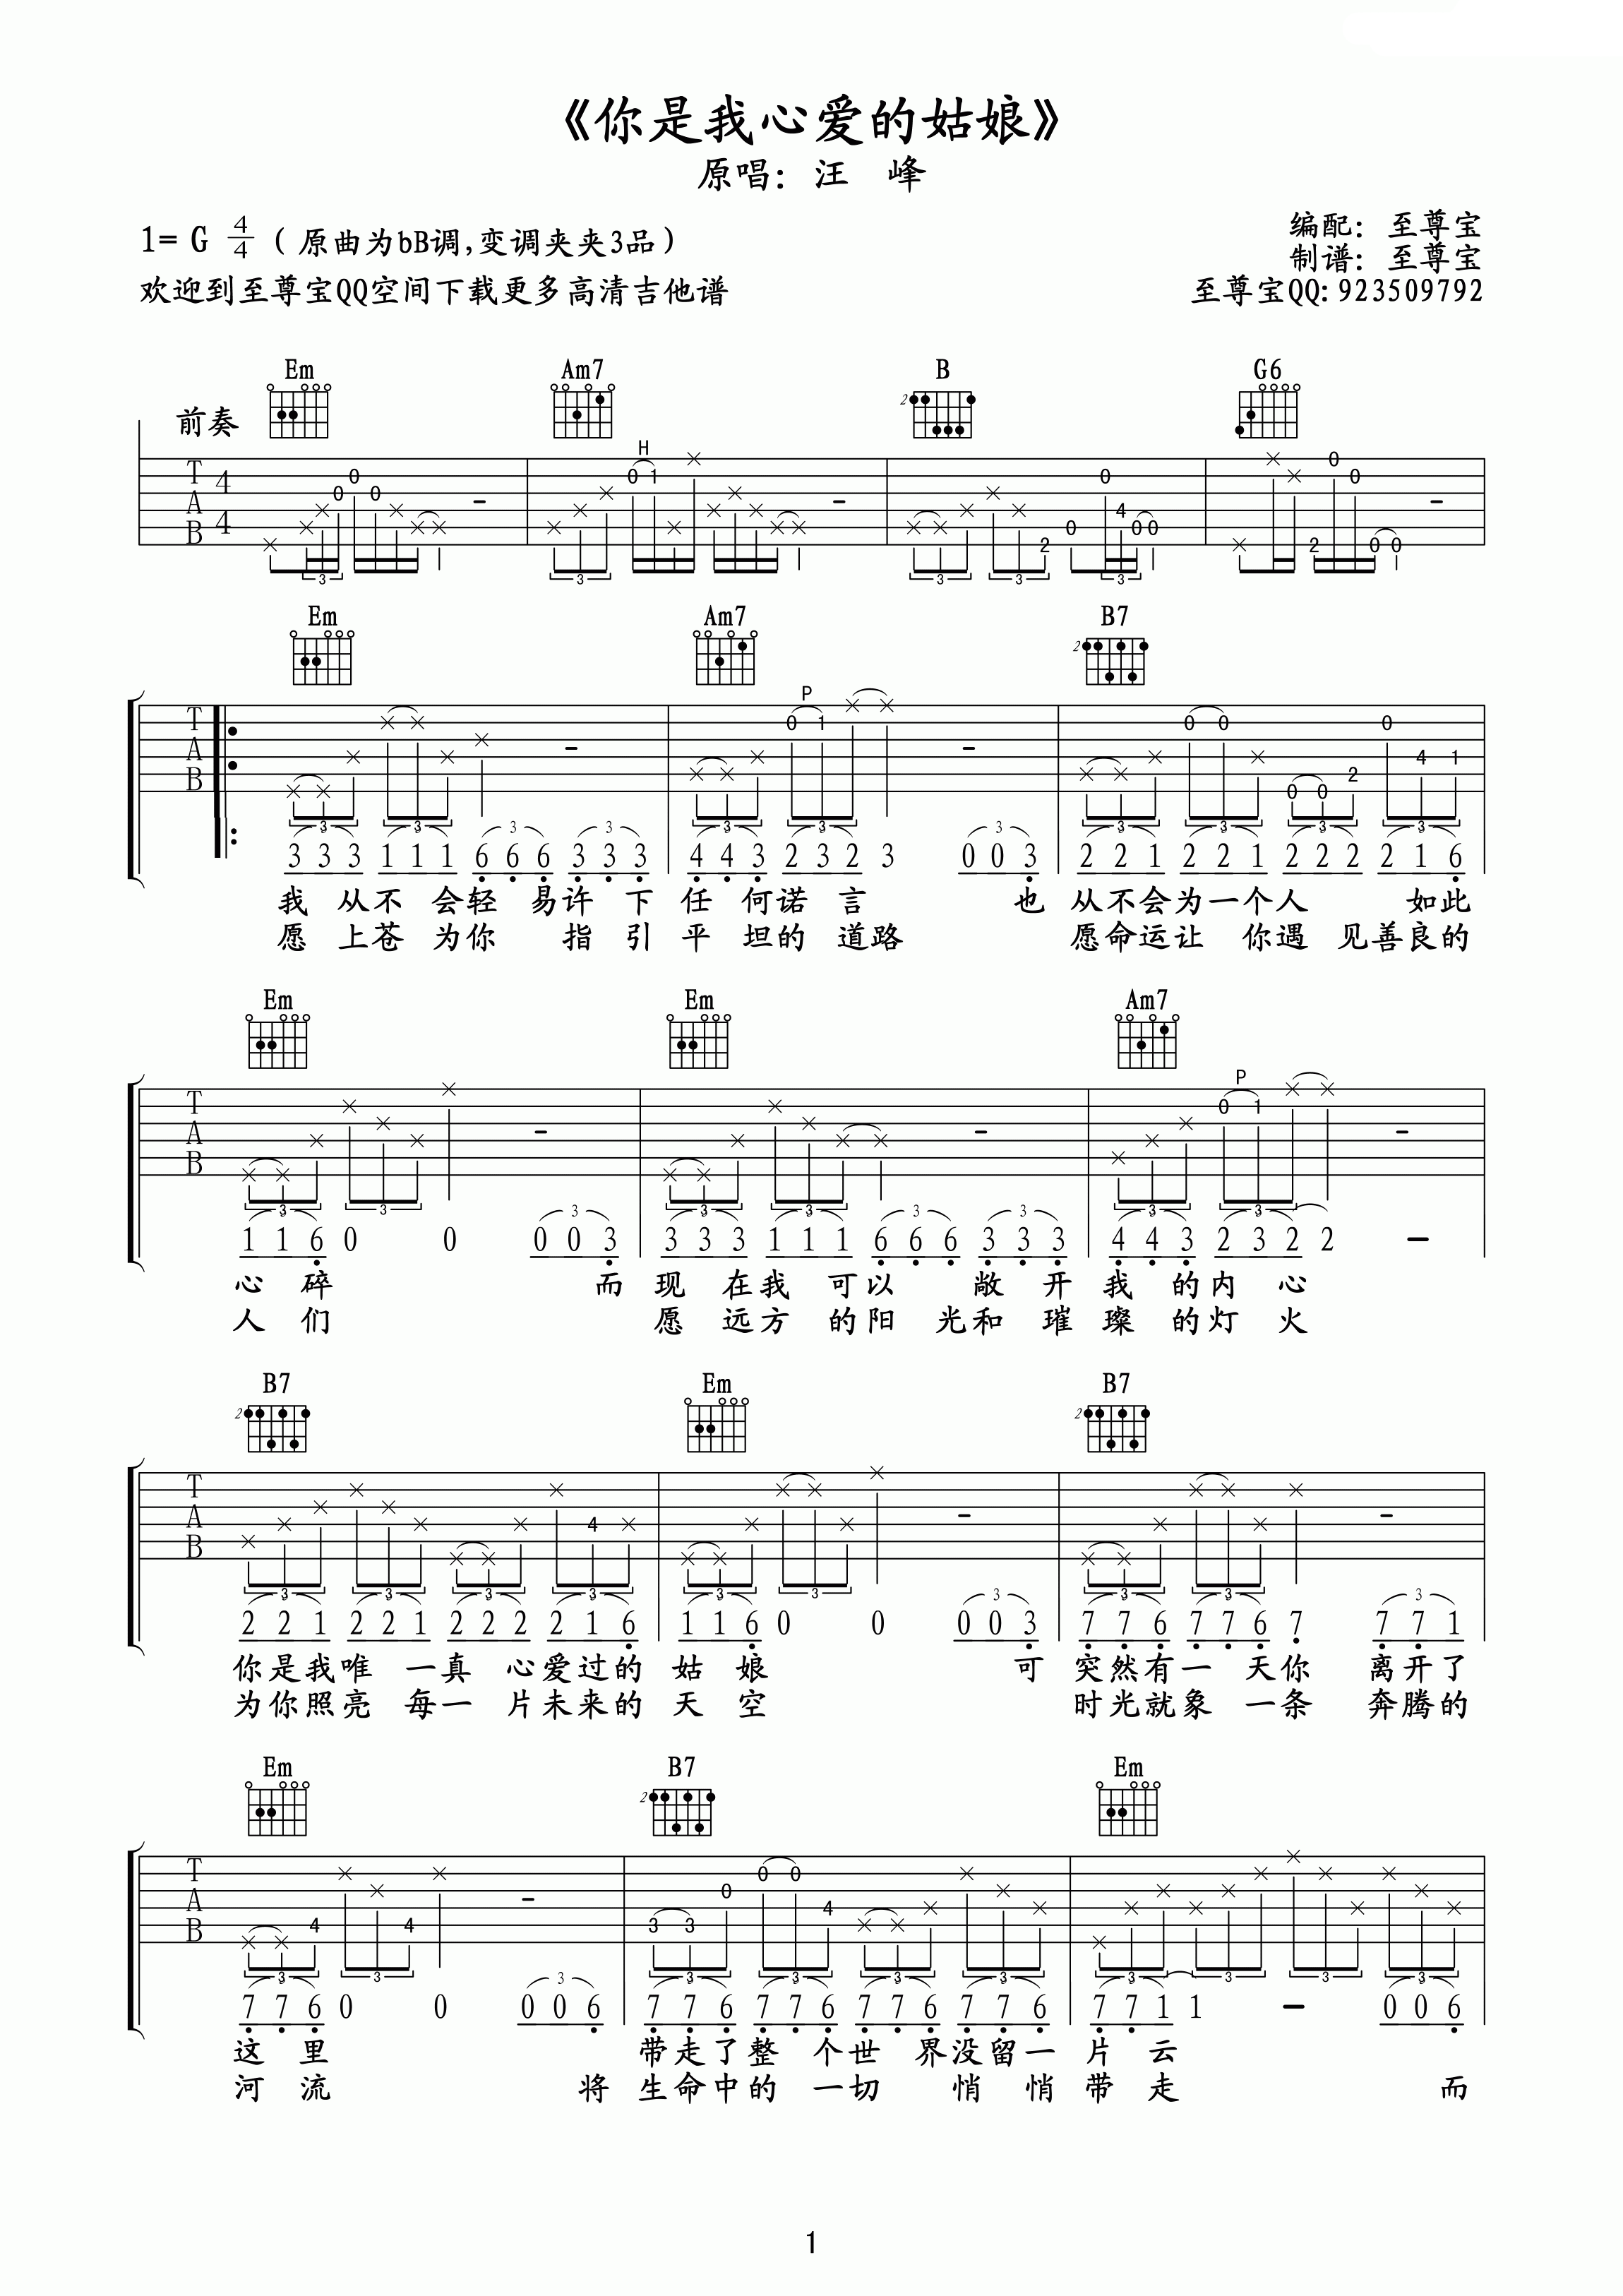 《你是我心爱的姑娘》
原唱：汪　峰
1= G 4/4 （原曲为bB调,变调夹夹3品）
编配：至尊宝
制谱：至尊宝
欢迎到至尊宝QQ空间下载更多高清吉他谱
至尊宝QQ:923509792
Em Am7 B G6
前奏
Em Am7 B7
3 3 3 1 1 1 6 6 6 3 3 3 4 4 3 2 3 2 3 0 0 3 2 2 1 2 2 1 2 2 2 2 1 6
我 从不 会轻 易许 下 任 何诺 言 也 从不会为一个人 如此
愿 上苍 为你 指 引 平 坦的 道路 愿命运让 你遇 见善良的
Em Em Am7
1 1 6 0 0 0 0 3 3 3 3 1 1 1 6 6 6 3 3 3 4 4 3 2 3 2 2 –
心 碎 而 现 在我 可以 敞 开 我 的内 心
人 们 愿 远方 的阳 光和 璀 璨 的灯 火
B7 Em B7
2 2 1 2 2 1 2 2 2 2 1 6 1 1 6 0 0 0 0 3 7 7 6 7 7 6 7 7 7 1
你是我唯 一真 心爱过的 姑 娘 可 突然有一 天你 离开了
为你照亮 每一 片未来的 天 空 时光就象 一条 奔腾的
Em B7 Em
7 7 6 0 0 0 0 6 7 7 6 7 7 6 7 7 6 7 7 6 7 7 1 1 – 0 0 6
这 里 带走了整 个世 界没留一 片 云
河 流 将 生命中的 一切 悄 悄 带 走 而
1